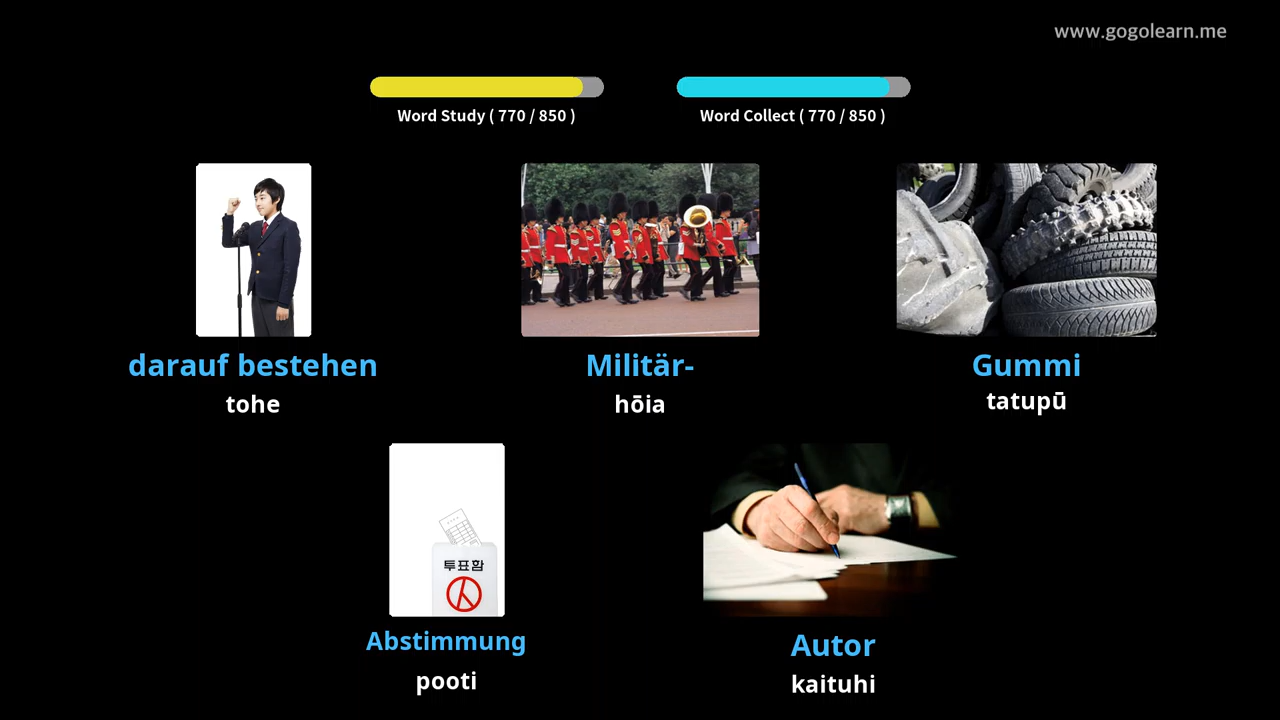 www.gogolearn.me
Word Study ( 770 / 850 )
Word Collect ( 770 / 850 )
darauf bestehen
tohe
Militär-
hōia
Gummi
tatupū
투표함
Abstimmung
pooti
Autor
kaituhi